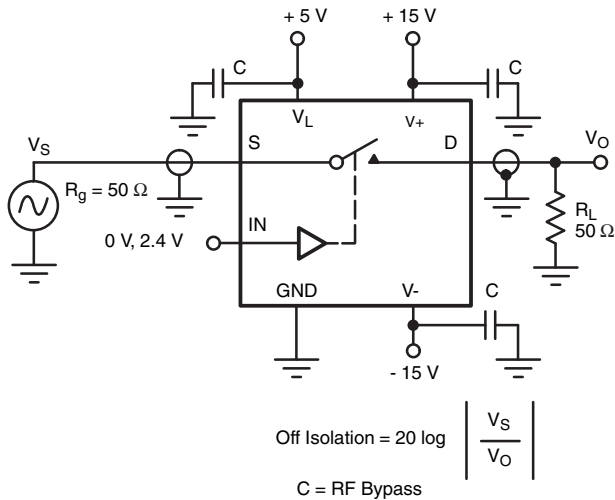 + 5 V
+ 15 V
C
C
V_L
V+
V_S
S
D
V_O
R_g = 50 Ω
R_L
50 Ω
0 V, 2.4 V
IN
GND
V-
C
- 15 V
Off Isolation = 20 log | V_S / V_O |
C = RF Bypass